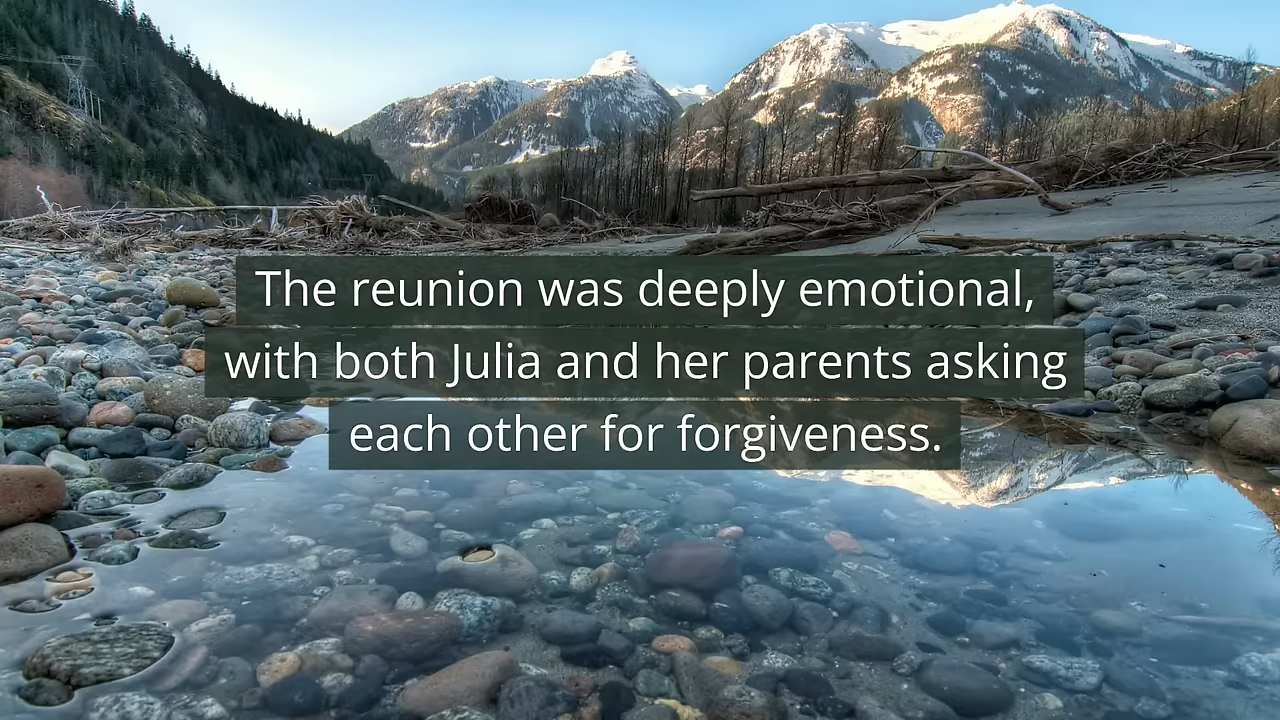 The reunion was deeply emotional,
with both Julia and her parents asking
each other for forgiveness.